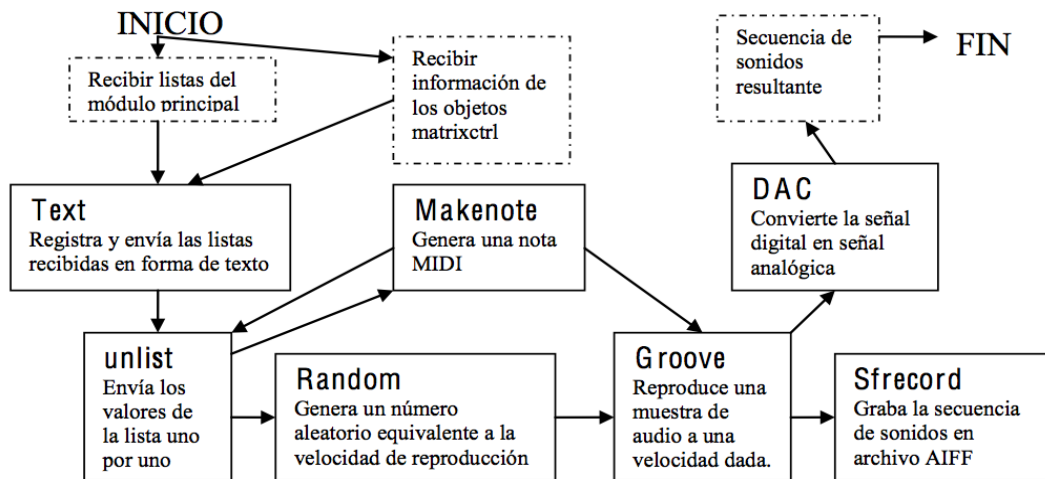 INICIO
Recibir listas del
módulo principal
Recibir
información de
los objetos
matrixctrl
Secuencia de
sonidos
resultante
FIN
Text
Registra y envía las listas
recibidas en forma de texto
Makenote
Genera una nota
MIDI
DAC
Convierte la señal
digital en señal
analógica
unlist
Envía los
valores de
la lista uno
por uno
Random
Genera un número
aleatorio equivalente a la
velocidad de reproducción
Groove
Reproduce una
muestra de
audio a una
velocidad dada.
Sfrecord
Graba la secuencia
de sonidos en
archivo AIFF